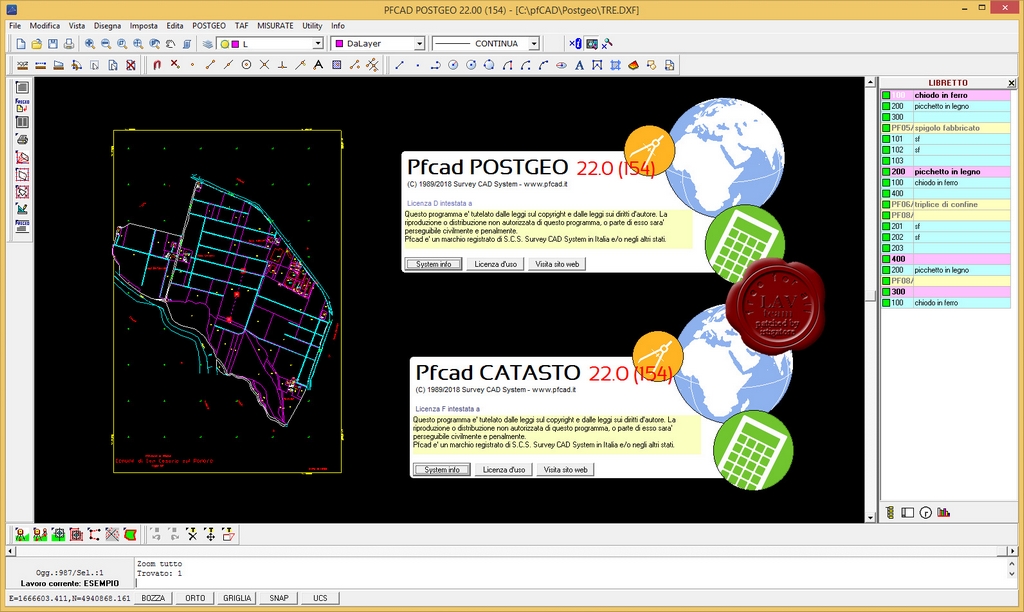 PFCAD POSTGEO 22.00 (154) - [C:\pfCAD\Postgeo\TRE.DXF]
File Modifica Vista Disegna Imposta Edita POSTGEO TAF MISURATE Utility Info
L DaLayer CONTINUA
LIBRETTO
100 chiodo in ferro
200 picchetto in legno
300
PF05/ spigolo fabbricato
101 sf
102 sf
103
200 picchetto in legno
100 chiodo in ferro
400
PF06/ triplice di confine
PF08/
201 sf
202 sf
203
400
200 picchetto in legno
PF08/
300
100 chiodo in ferro
Pfcad POSTGEO 22.0 (154)
(C) 1989/2018 Survey CAD System - www.pfcad.it
Licenza D intestata a
Questo programma e' tutelato dalle leggi sul copyright e dalle leggi sui diritti d'autore. La
riproduzione o distribuzione non autorizzata di questo programma, o parte di esso sara'
perseguibile civilmente e penalmente.
Pfcad e' un marchio registrato di S.C.S. Survey CAD System in Italia e/o negli altri stati.
System info Licenza d'uso Visita sito web
LAV
team
patched by
Pfcad CATASTO 22.0 (154)
(C) 1989/2018 Survey CAD System - www.pfcad.it
Licenza F intestata a
Questo programma e' tutelato dalle leggi sul copyright e dalle leggi sui diritti d'autore. La
riproduzione o distribuzione non autorizzata di questo programma, o parte di esso sara'
perseguibile civilmente e penalmente.
Pfcad e' un marchio registrato di S.C.S. Survey CAD System in Italia e/o negli altri stati.
System info Licenza d'uso Visita sito web
Zoom tutto
Trovato: 1
Ogg.:987/Sel.:1
Lavoro corrente: ESEMPIO
E=1666603.411,N=4940868.161 BOZZA ORTO GRIGLIA SNAP UCS